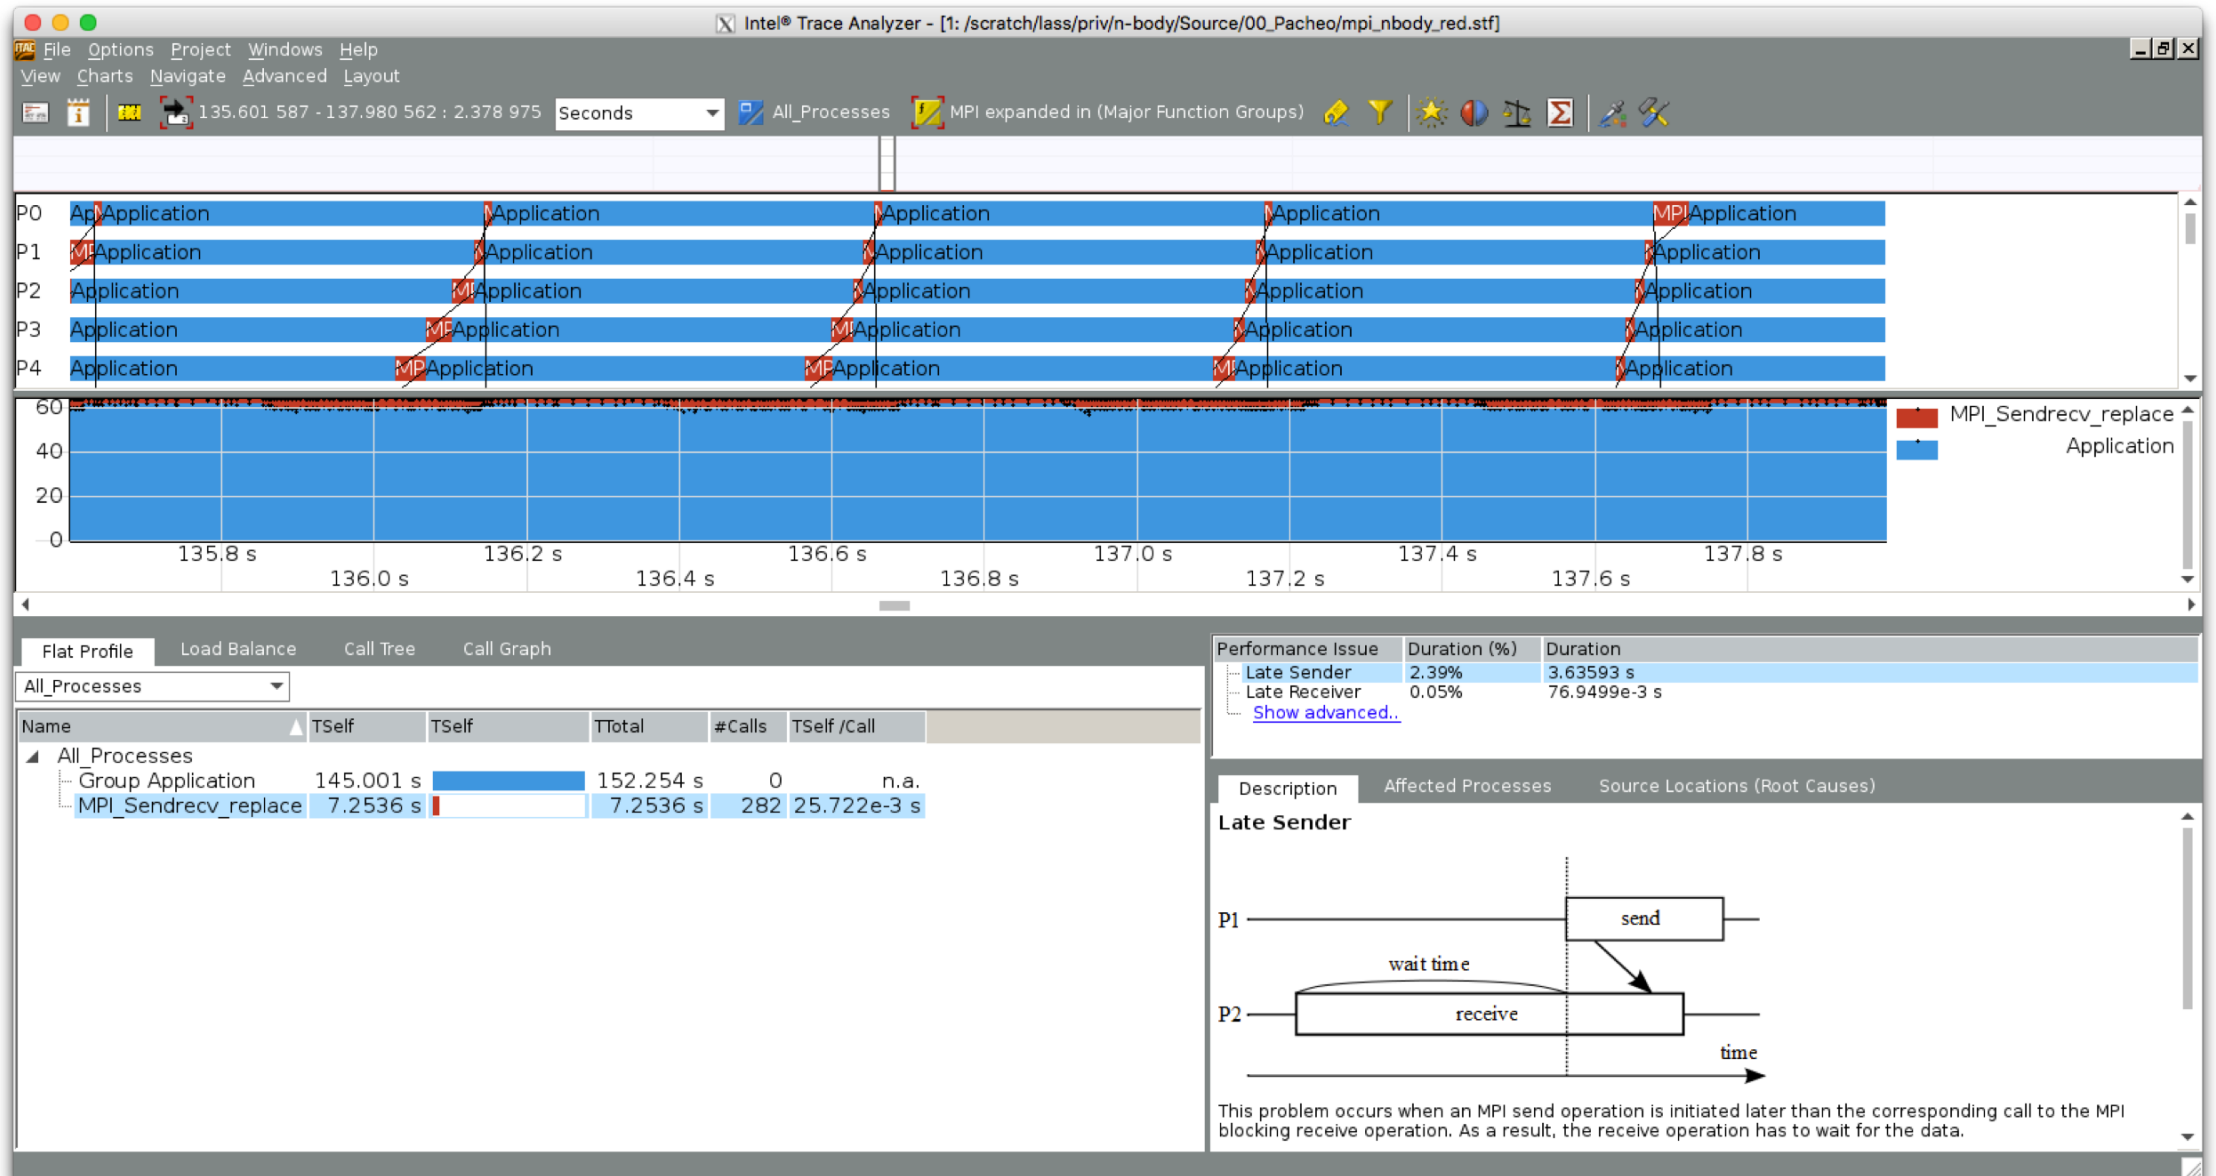 Intel® Trace Analyzer - [1: /scratch/lass/priv/n-body/Source/00_Pacheo/mpi_nbody_red.stf]
File Options Project Windows Help
View Charts Navigate Advanced Layout
135.601 587 - 137.980 562 : 2.378 975 Seconds All_Processes MPI expanded in (Major Function Groups)
P0 Ap Application Application Application Application MPI Application
P1 Application Application Application Application Application
P2 Application Application Application Application Application
P3 Application Application Application Application Application
P4 Application MP Application MP Application Application Application
60
40
20
0
MPI_Sendrecv_replace
Application
135.8 s 136.2 s 136.6 s 137.0 s 137.4 s 137.8 s
136.0 s 136.4 s 136.8 s 137.2 s 137.6 s
Flat Profile Load Balance Call Tree Call Graph
All_Processes
Name TSelf TSelf TTotal #Calls TSelf /Call
All_Processes
Group Application 145.001 s 152.254 s 0 n.a.
MPI_Sendrecv_replace 7.2536 s 7.2536 s 282 25.722e-3 s
Performance Issue Duration (%) Duration
Late Sender 2.39% 3.63593 s
Late Receiver 0.05% 76.9499e-3 s
Show advanced..
Description Affected Processes Source Locations (Root Causes)
Late Sender
P1 send
wait time
P2 receive
time
This problem occurs when an MPI send operation is initiated later than the corresponding call to the MPI
blocking receive operation. As a result, the receive operation has to wait for the data.